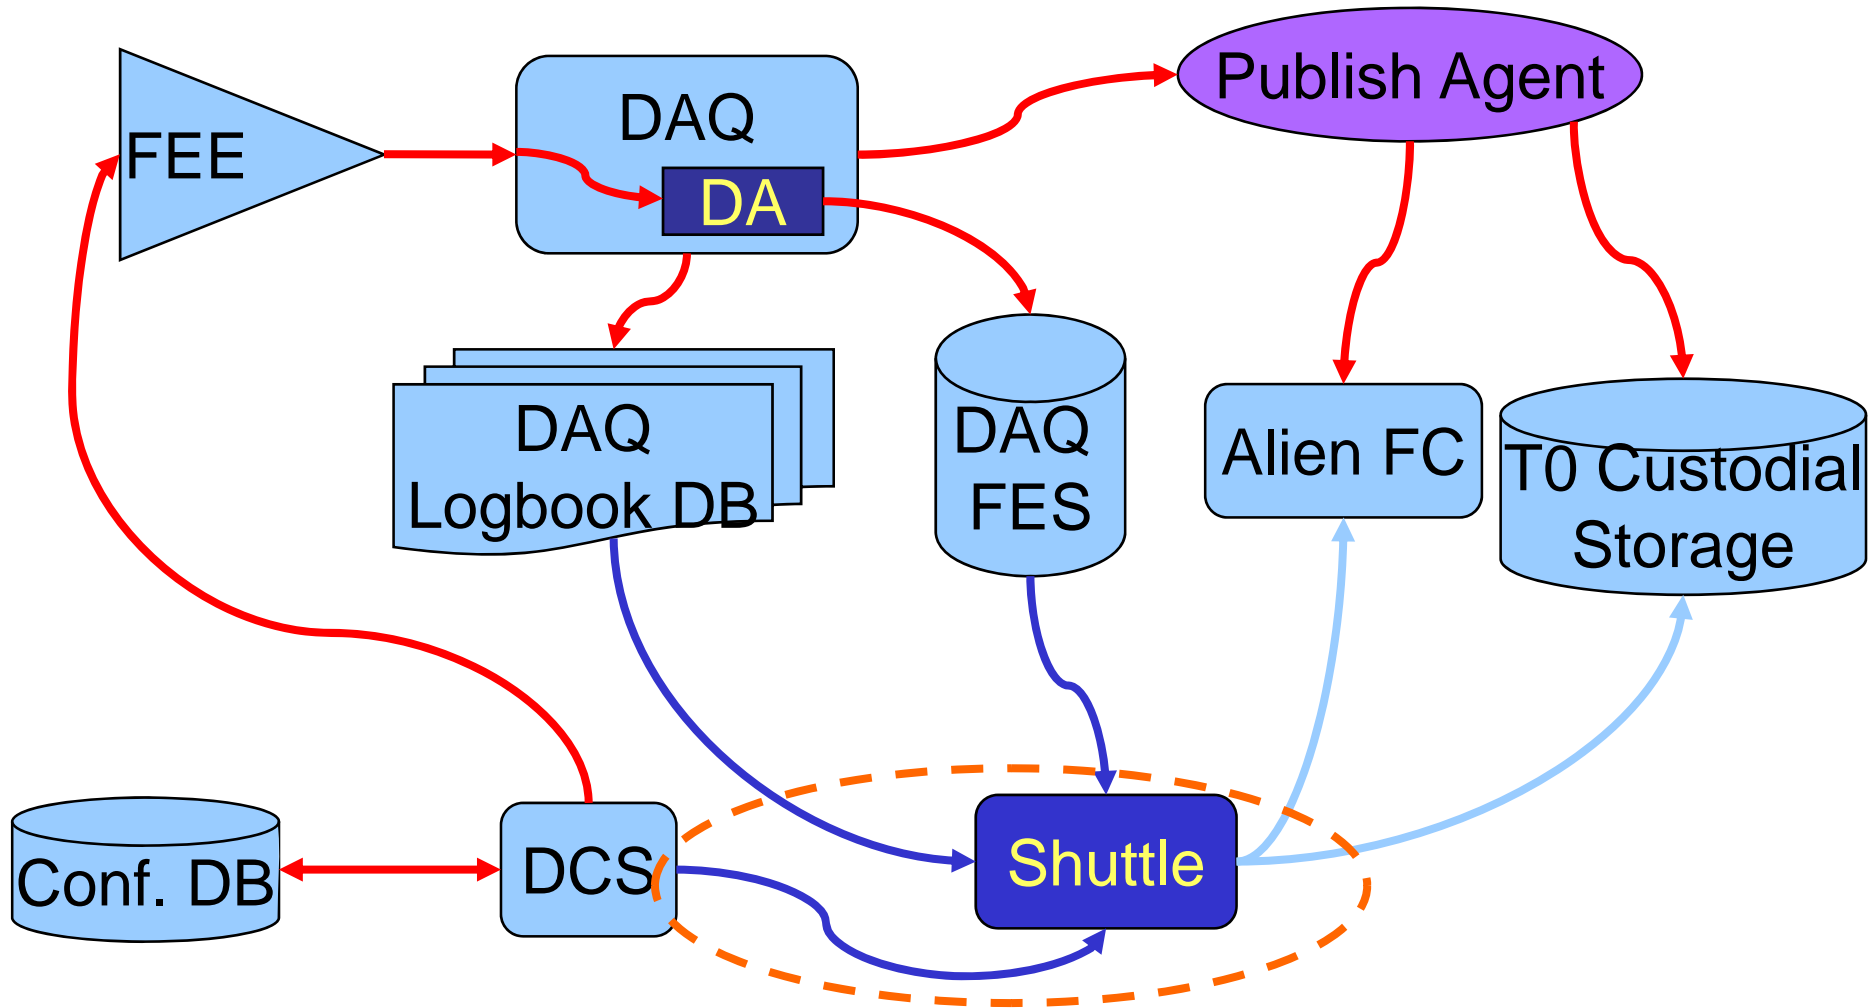 Publish Agent
DAQ
FEE
DA
DAQ
Logbook DB
DAQ
FES
Alien FC
T0 Custodial
Storage
Conf. DB
DCS
Shuttle